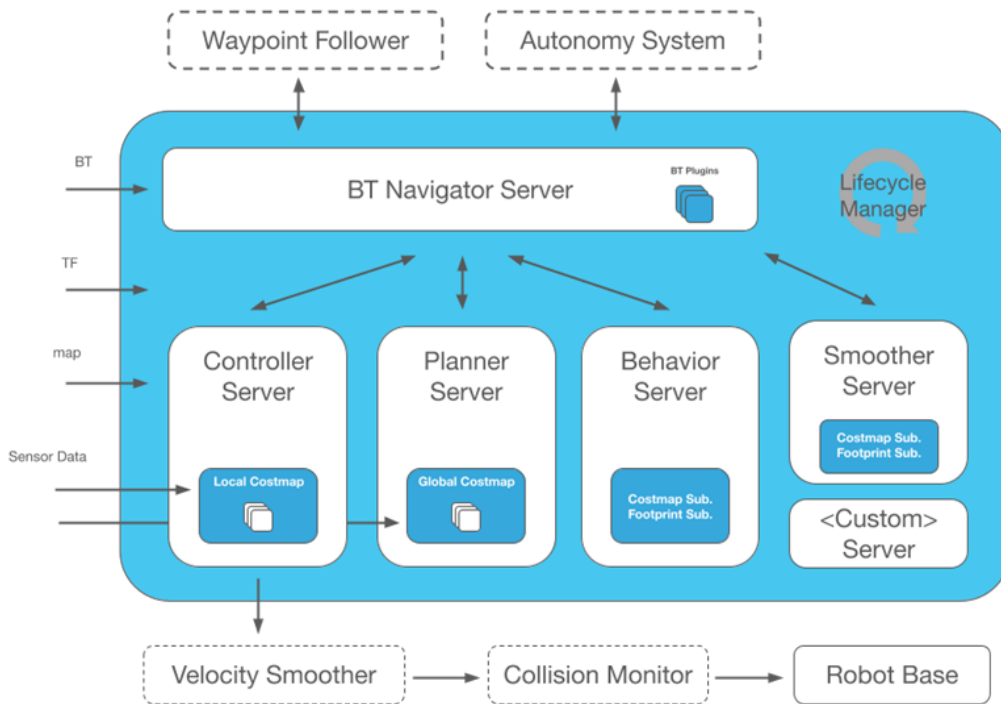 Waypoint Follower
Autonomy System
BT
BT Navigator Server
BT Plugins
Lifecycle
Manager
TF
map
Sensor Data
Controller
Server
Local Costmap
Planner
Server
Global Costmap
Behavior
Server
Costmap Sub.
Footprint Sub.
Smoother
Server
Costmap Sub.
Footprint Sub.
<Custom>
Server
Velocity Smoother
Collision Monitor
Robot Base